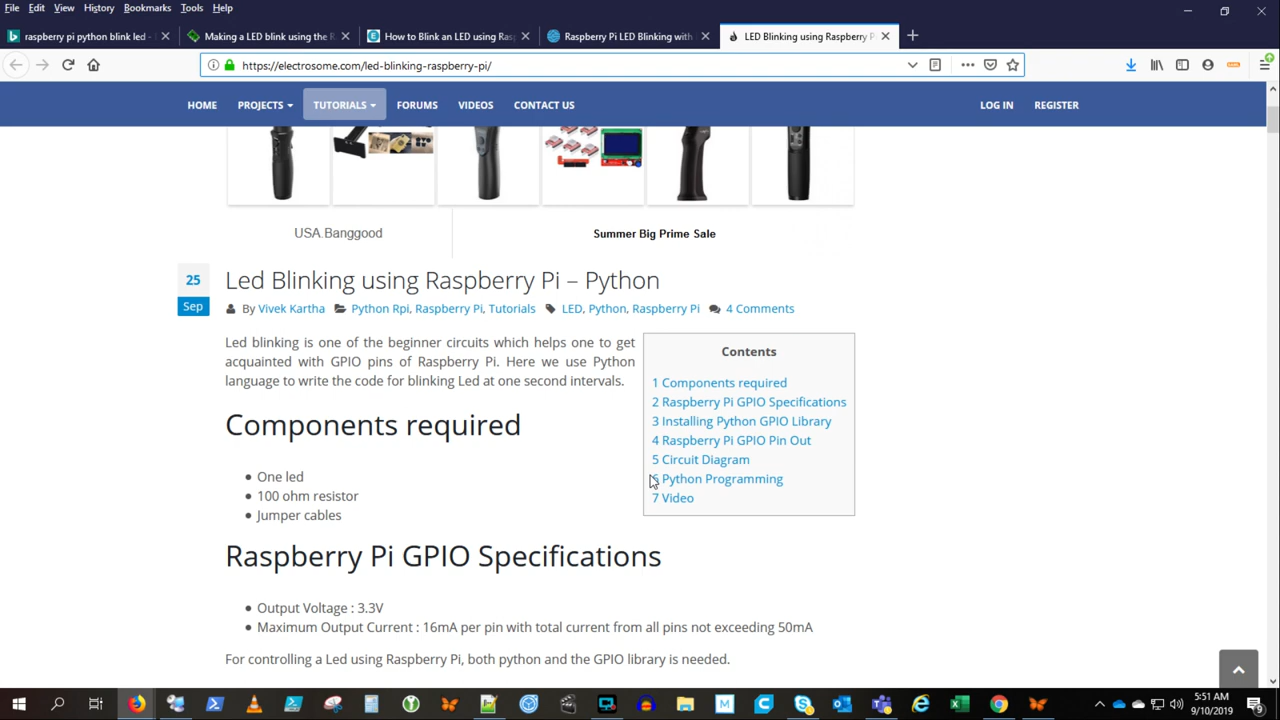 File Edit View History Bookmarks Tools Help
raspberry pi python blink led -
Making a LED blink using the R
How to Blink an LED using Rasp
Raspberry Pi LED Blinking with
LED Blinking using Raspberry P
https://electrosome.com/led-blinking-raspberry-pi/
HOME PROJECTS TUTORIALS FORUMS VIDEOS CONTACT US LOG IN REGISTER
USA.Banggood
Summer Big Prime Sale
25
Sep
Led Blinking using Raspberry Pi – Python
By Vivek Kartha Python Rpi, Raspberry Pi, Tutorials LED, Python, Raspberry Pi 4 Comments
Led blinking is one of the beginner circuits which helps one to get
acquainted with GPIO pins of Raspberry Pi. Here we use Python
language to write the code for blinking Led at one second intervals.
Contents
1 Components required
2 Raspberry Pi GPIO Specifications
3 Installing Python GPIO Library
4 Raspberry Pi GPIO Pin Out
5 Circuit Diagram
6 Python Programming
7 Video
Components required
One led
100 ohm resistor
Jumper cables
Raspberry Pi GPIO Specifications
Output Voltage : 3.3V
Maximum Output Current : 16mA per pin with total current from all pins not exceeding 50mA
For controlling a Led using Raspberry Pi, both python and the GPIO library is needed.
5:51 AM
9/10/2019